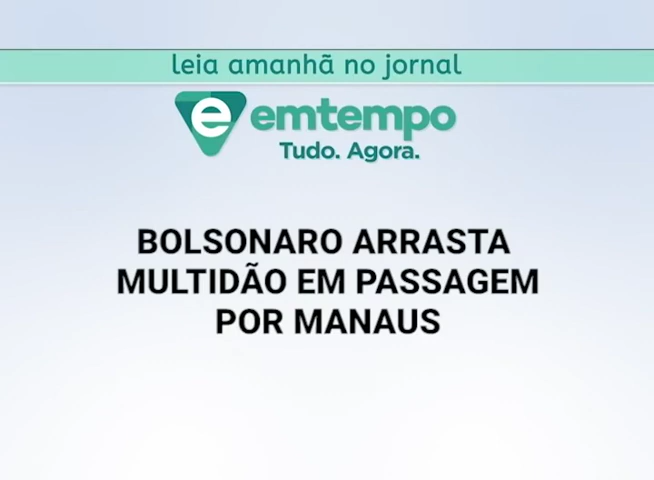 leia amanhã no jornal
e emtempo
Tudo. Agora.
BOLSONARO ARRASTA
MULTIDÃO EM PASSAGEM
POR MANAUS